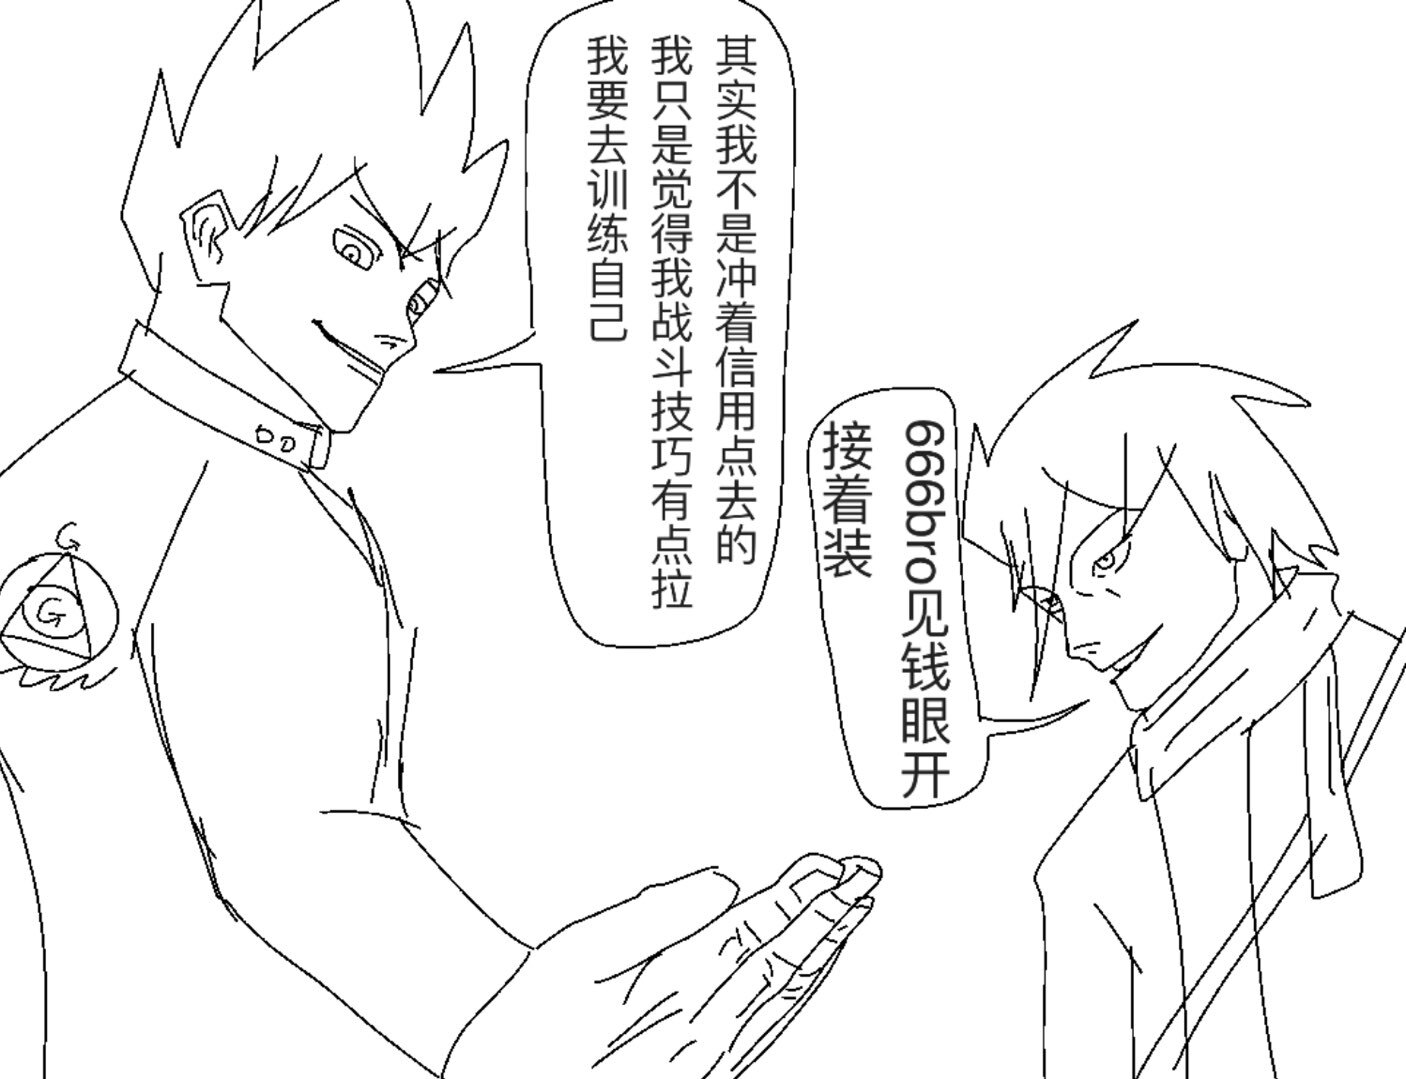 其实我不是冲着信用点去的
我只是觉得我战斗技巧有点拉
我要去训练自己
666bro见钱眼开
接着装
G
G